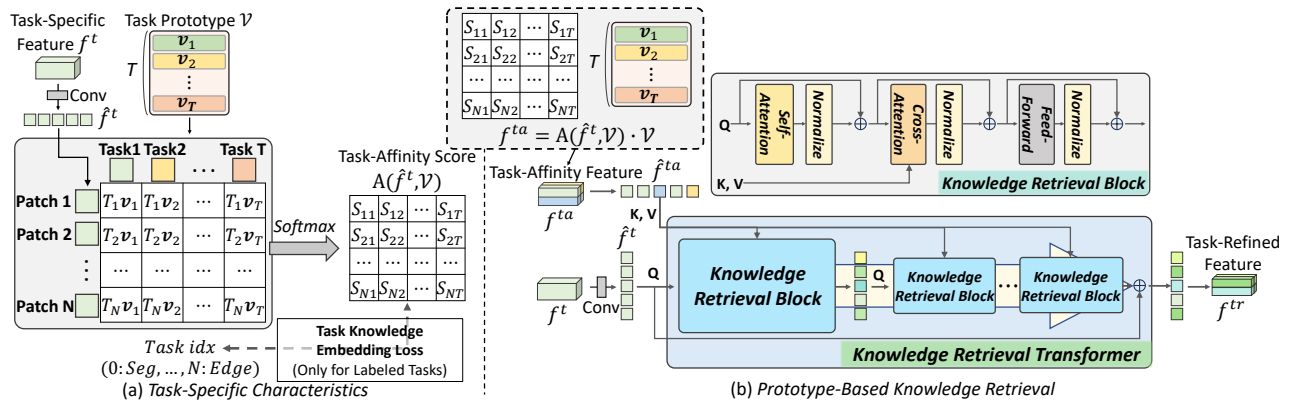 Task-Specific
Feature f^t
Conv
f̂^t
Task Prototype 𝒱
T
v_1
v_2
⋮
v_T
Task1 Task2 ... Task T
Patch 1 T_1v_1 T_1v_2 ... T_1v_T
Patch 2 T_2v_1 T_2v_2 ... T_2v_T
⋮ ... ... ... ...
Patch N T_Nv_1 T_Nv_2 ... T_Nv_T
Softmax
Task-Affinity Score
A(f̂^t,𝒱)
S_11 S_12 ... S_1T
S_21 S_22 ... S_2T
... ... ... ...
S_N1 S_N2 ... S_NT
Task Knowledge
Embedding Loss
(Only for Labeled Tasks)
Task idx
(0: Seg, ..., N: Edge)
(a) Task-Specific Characteristics
S_11 S_12 ... S_1T
S_21 S_22 ... S_2T
... ... ... ...
S_N1 S_N2 ... S_NT
T
v_1
v_2
⋮
v_T
f^ta = A(f̂^t,𝒱) · 𝒱
Task-Affinity Feature
f^ta
f̂^ta
K, V
Q
Self-
Attention
Normalize
Cross-
Attention
Normalize
Feed-
Forward
Normalize
K, V
Knowledge Retrieval Block
f^t
Conv
f̂^t
Q
Knowledge
Retrieval Block
Q
Knowledge
Retrieval Block
...
Knowledge
Retrieval Block
Task-Refined
Feature
f^tr
Knowledge Retrieval Transformer
(b) Prototype-Based Knowledge Retrieval